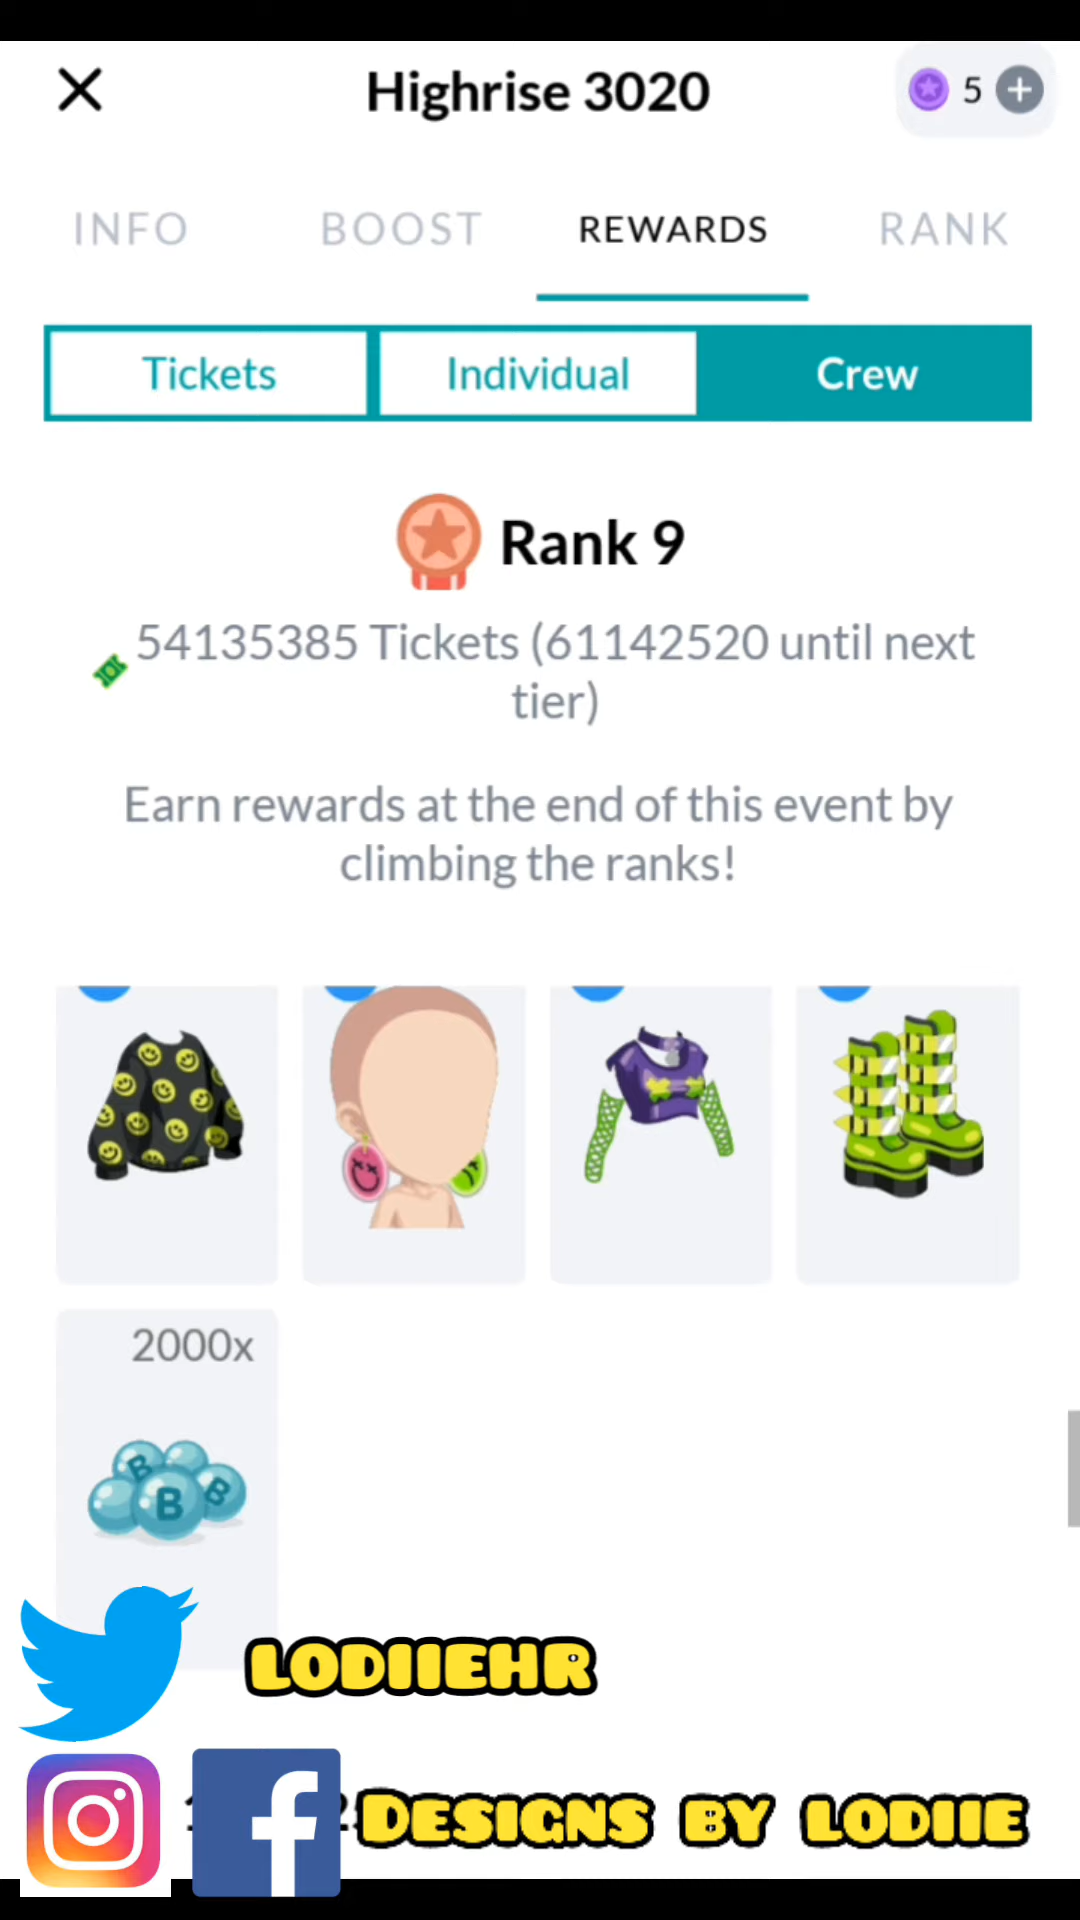 Highrise 3020
5
INFO BOOST REWARDS RANK
Tickets Individual Crew
Rank 9
54135385 Tickets (61142520 until next
tier)
Earn rewards at the end of this event by
climbing the ranks!
2000x
B B B
LODIIEHR
DESIGNS BY LODIIE